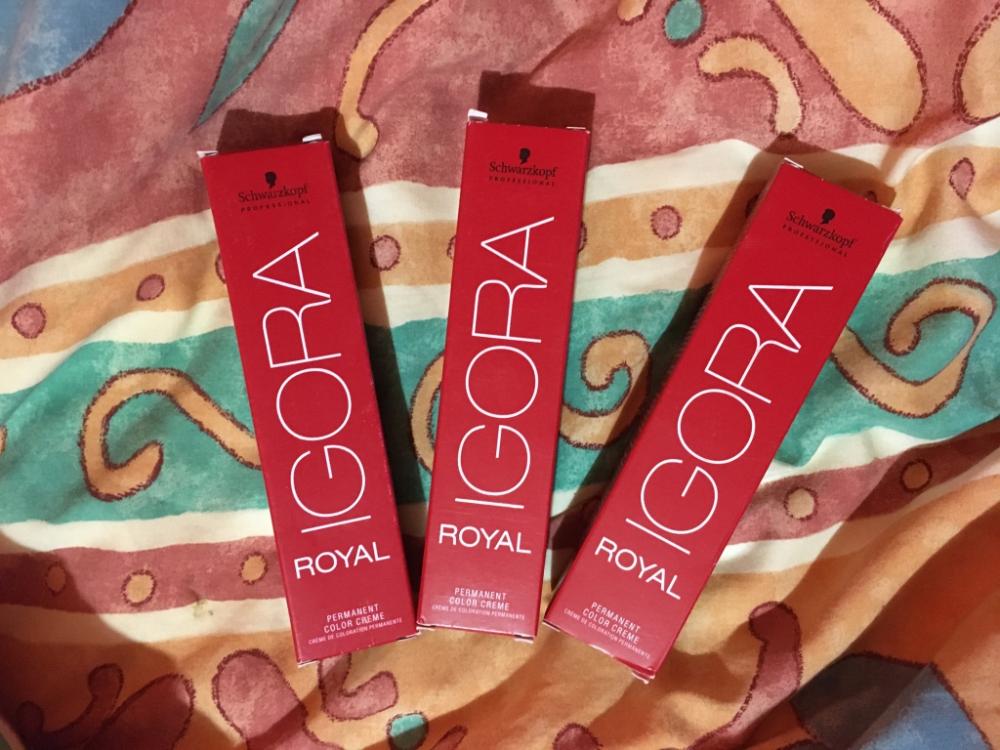 Schwarzkopf
PROFESSIONAL
IGORA
ROYAL
PERMANENT
COLOR CREME
CRÈME DE COLORATION PERMANENTE
Schwarzkopf
PROFESSIONAL
IGORA
ROYAL
PERMANENT
COLOR CREME
CRÈME DE COLORATION PERMANENTE
Schwarzkopf
PROFESSIONAL
IGORA
ROYAL
PERMANENT
COLOR CREME
CRÈME DE COLORATION PERMANENTE